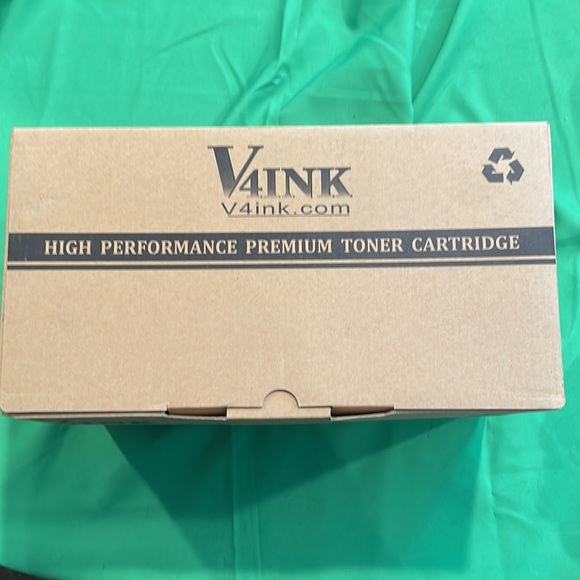 V4INK
V4ink.com
HIGH PERFORMANCE PREMIUM TONER CARTRIDGE